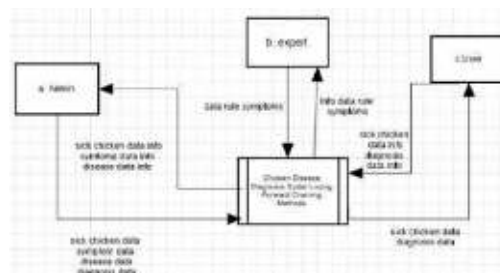 b. expert
data rule symptoms
info data rule
symptoms
sick chicken data info
symtoms data info
disease data info
sick chicken
data info
diagnosis
data info
Chicken Disease
Diagnosis System Using
Forward Chaining
Methods
sick chicken data
symptom data
disease data
diagnosis data
sick chicken data
diagnosis data